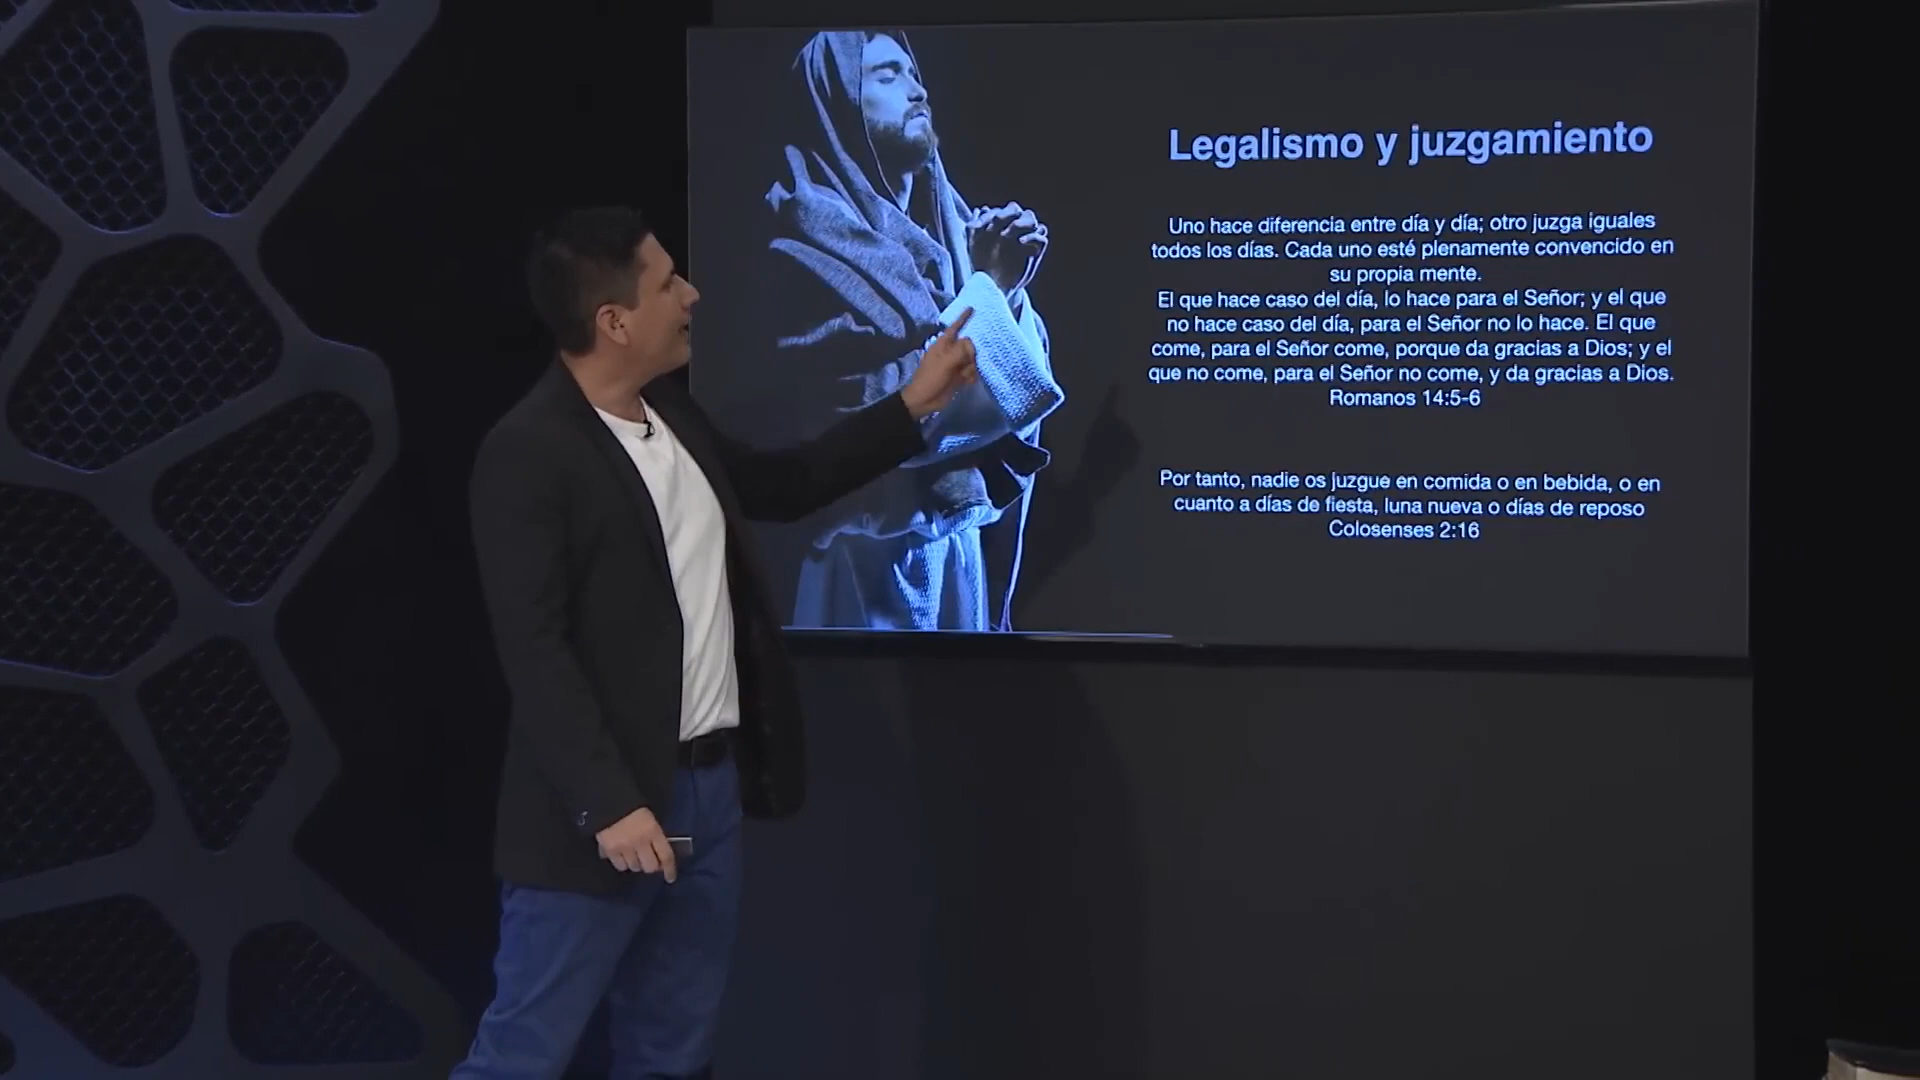 Legalismo y juzgamiento
Uno hace diferencia entre día y día; otro juzga iguales
todos los días. Cada uno esté plenamente convencido en
su propia mente.
El que hace caso del día, lo hace para el Señor; y el que
no hace caso del día, para el Señor no lo hace. El que
come, para el Señor come, porque da gracias a Dios; y el
que no come, para el Señor no come, y da gracias a Dios.
Romanos 14:5-6
Por tanto, nadie os juzgue en comida o en bebida, o en
cuanto a días de fiesta, luna nueva o días de reposo
Colosenses 2:16